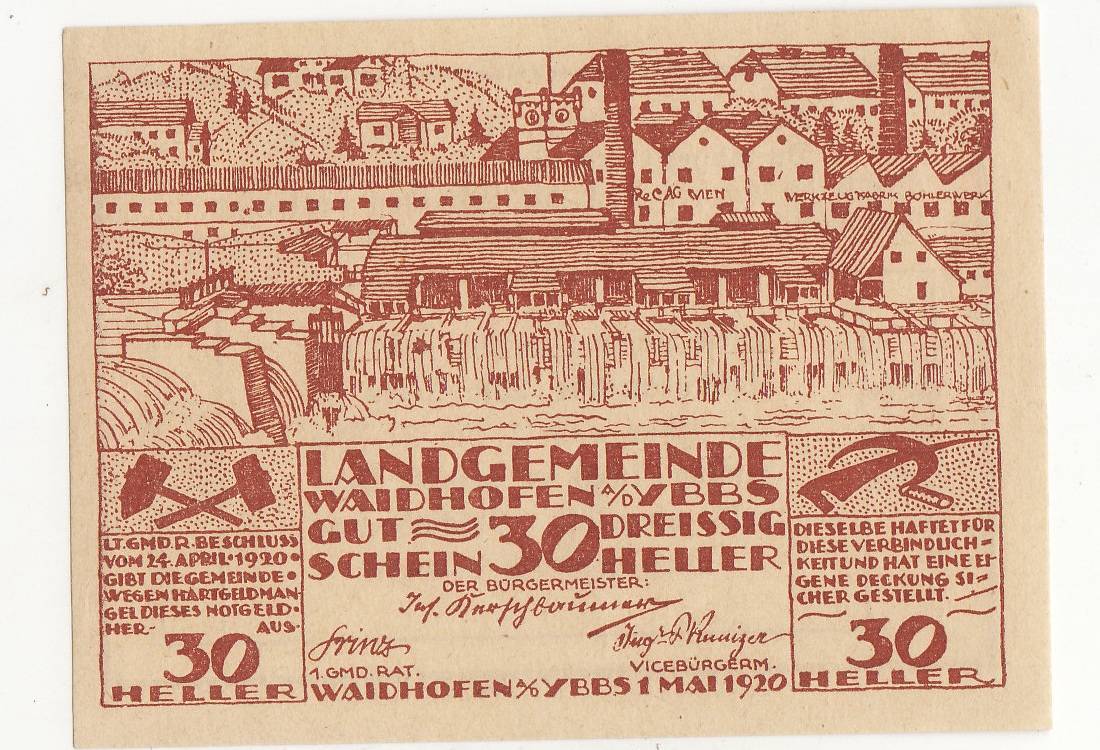 ReCAG WIEN
WERKZEUGFABRIK BÖHLERWERK
LANDGEMEINDE
WAIDHOFEN A/D YBBS
GUT 30 DREISSIG
SCHEIN HELLER
DER BÜRGERMEISTER:
Prinz
1. GMD. RAT.
VICEBÜRGERM.
WAIDHOFEN A/D YBBS 1 MAI 1920
LT. GMD. R. BESCHLUSS
VOM 24. APRIL • 1920 •
GIBT DIE GEMEINDE •
WEGEN HARTGELDMAN-
GEL DIESES NOTGELD •
HER- AUS •
30
HELLER
DIESELBE HAFTET FÜR
DIESE VERBINDLICH=
KEIT UND HAT EINE EI=
GENE DECKUNG SI=
CHER GESTELLT.
30
HELLER